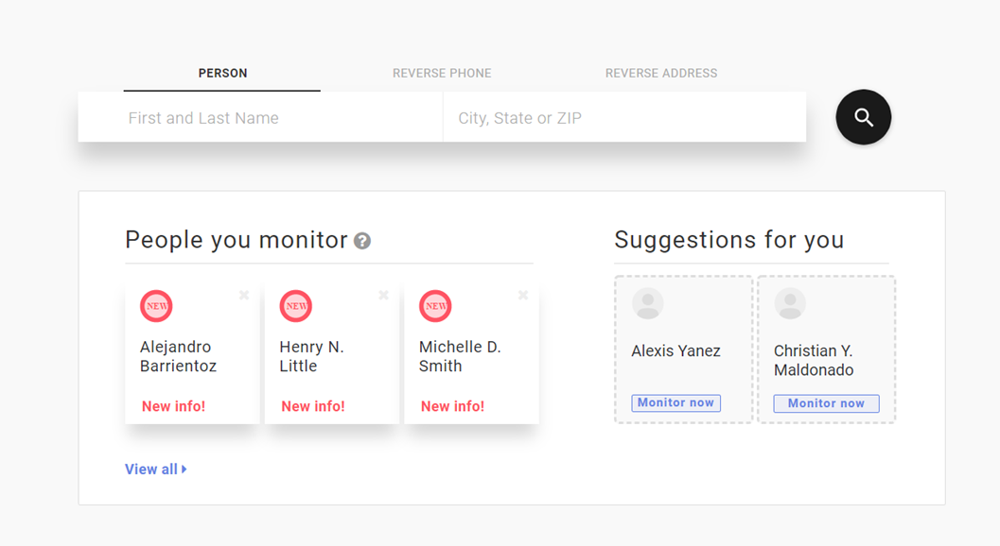 PERSON REVERSE PHONE REVERSE ADDRESS
First and Last Name City, State or ZIP
People you monitor ?
NEW
Alejandro
Barrientoz
New info!
NEW
Henry N.
Little
New info!
NEW
Michelle D.
Smith
New info!
View all
Suggestions for you
Alexis Yanez
Monitor now
Christian Y.
Maldonado
Monitor now